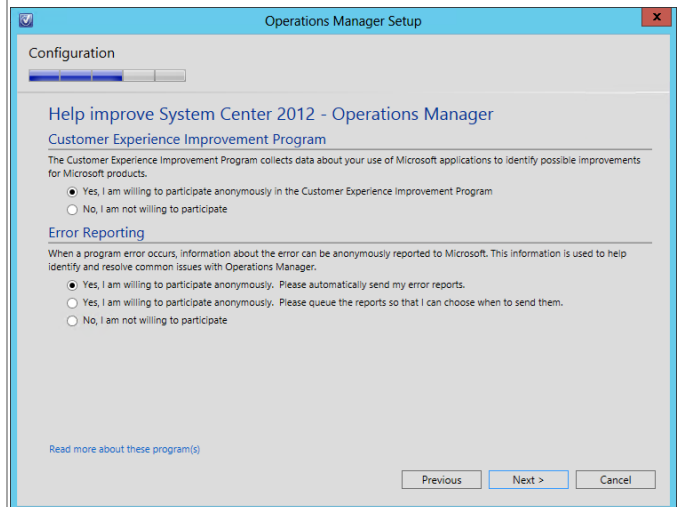 Operations Manager Setup
x
Configuration
Help improve System Center 2012 - Operations Manager
Customer Experience Improvement Program
The Customer Experience Improvement Program collects data about your use of Microsoft applications to identify possible improvements
for Microsoft products.
Yes, I am willing to participate anonymously in the Customer Experience Improvement Program
No, I am not willing to participate
Error Reporting
When a program error occurs, information about the error can be anonymously reported to Microsoft. This information is used to help
identify and resolve common issues with Operations Manager.
Yes, I am willing to participate anonymously.  Please automatically send my error reports.
Yes, I am willing to participate anonymously.  Please queue the reports so that I can choose when to send them.
No, I am not willing to participate
Read more about these program(s)
Previous Next > Cancel